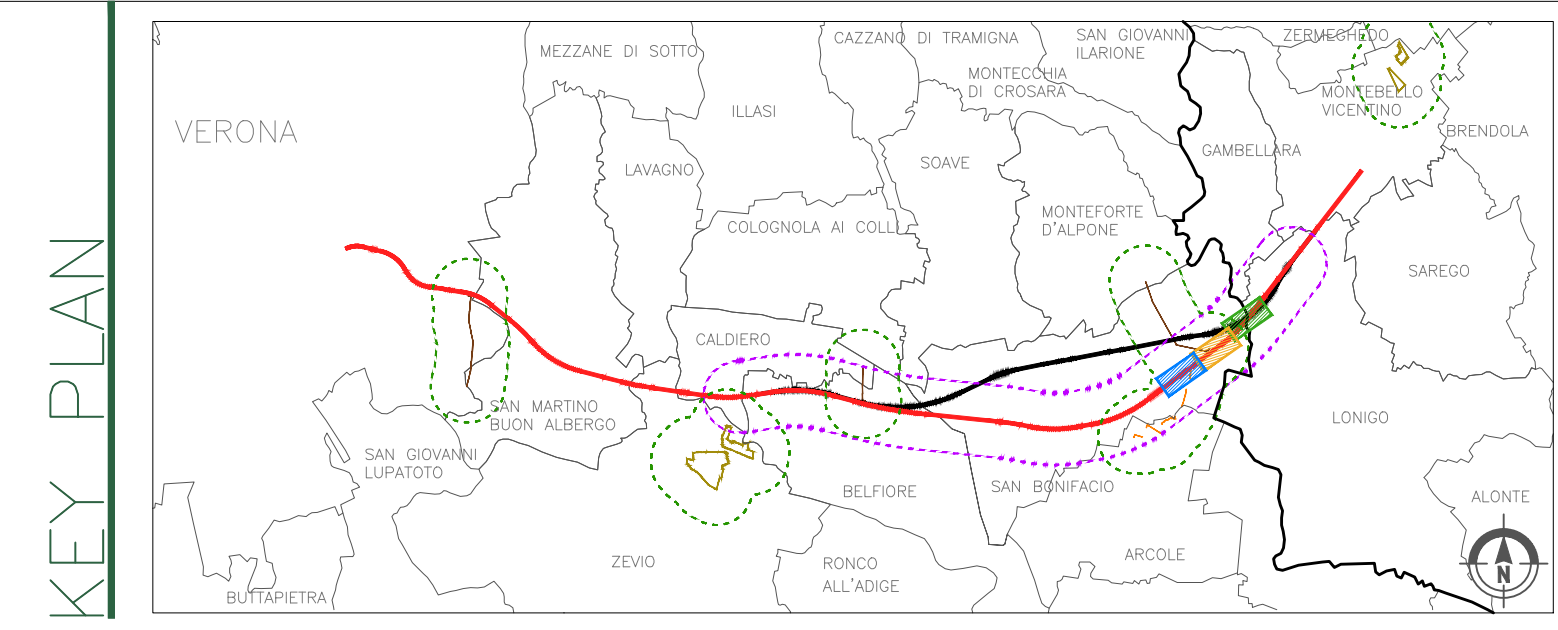 KEY PLAN
VERONA
MEZZANE DI SOTTO
CAZZANO DI TRAMIGNA
SAN GIOVANNI
ILARIONE
ZERMEGHEDO
MONTECCHIA
DI CROSARA
MONTEBELLO
VICENTINO
ILLASI
BRENDOLA
GAMBELLARA
LAVAGNO
SOAVE
MONTEFORTE
D'ALPONE
COLOGNOLA AI COLLI
SAREGO
CALDIERO
SAN MARTINO
BUON ALBERGO
LONIGO
SAN GIOVANNI
LUPATOTO
BELFIORE
SAN BONIFACIO
ALONTE
ZEVIO
RONCO
ALL'ADIGE
ARCOLE
N
BUTTAPIETRA